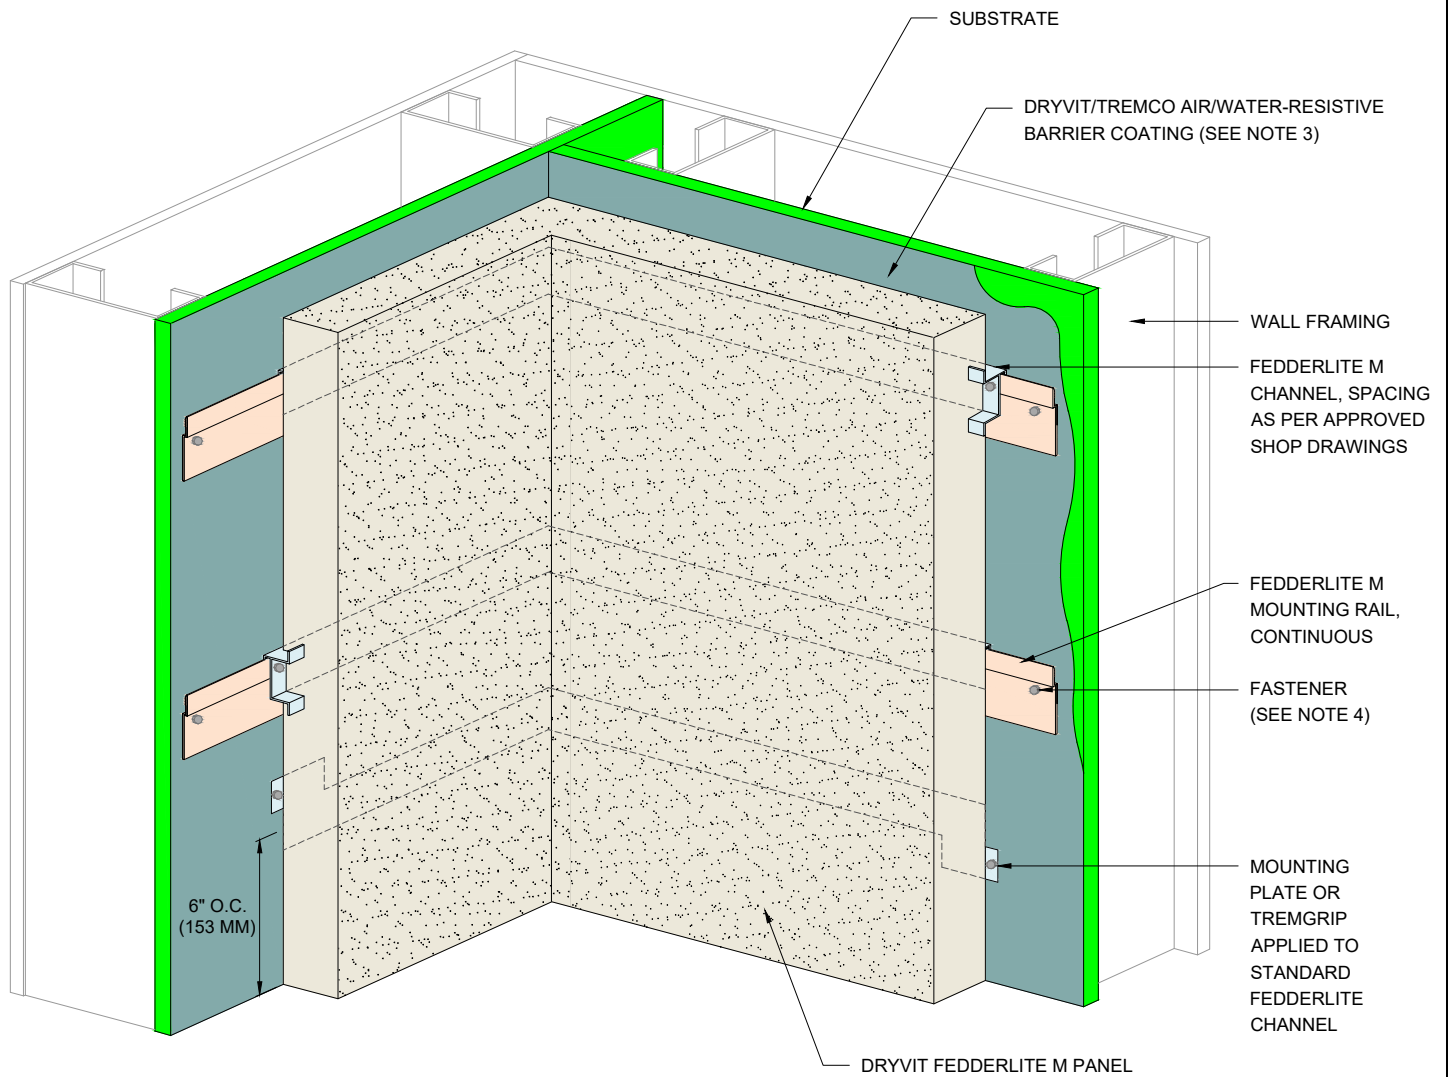 SUBSTRATE
DRYVIT/TREMCO AIR/WATER-RESISTIVE
BARRIER COATING (SEE NOTE 3)
WALL FRAMING
FEDDERLITE M
CHANNEL, SPACING
AS PER APPROVED
SHOP DRAWINGS
FEDDERLITE M
MOUNTING RAIL,
CONTINUOUS
FASTENER
(SEE NOTE 4)
MOUNTING
PLATE OR
TREMGRIP
APPLIED TO
STANDARD
FEDDERLITE
CHANNEL
6" O.C.
(153 MM)
DRYVIT FEDDERLITE M PANEL